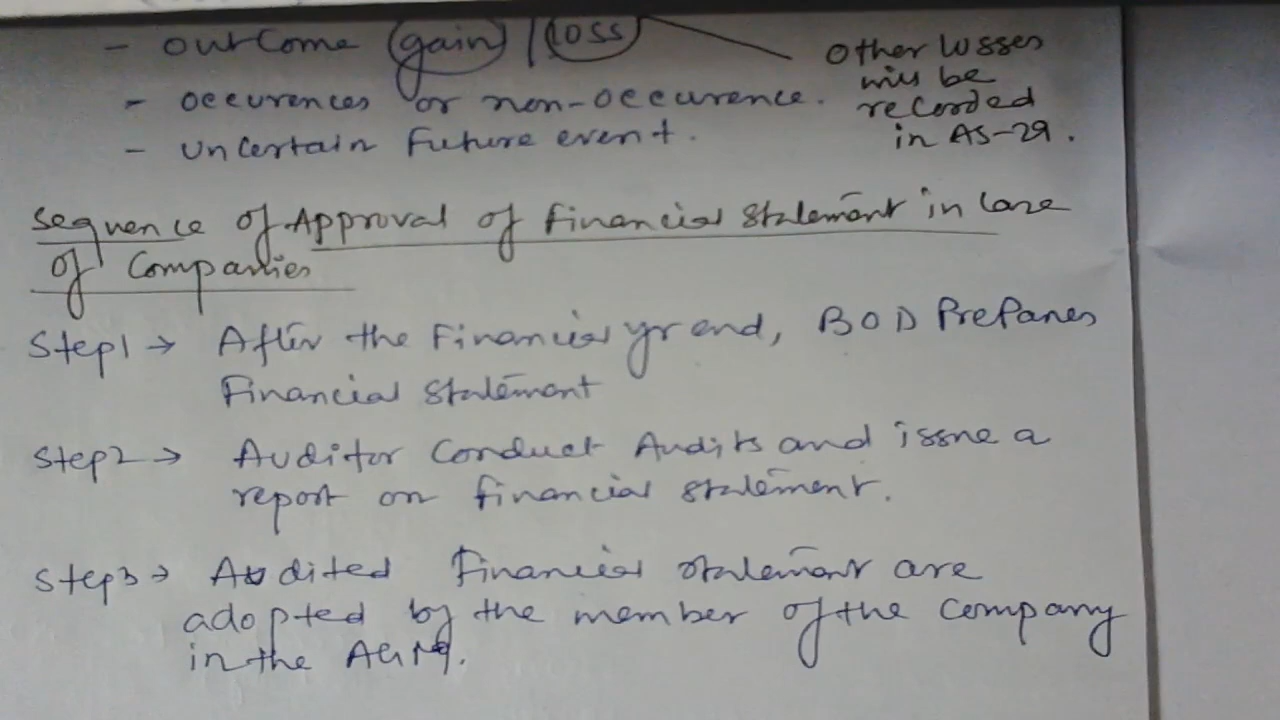 - outcome (gain) / (loss)
Other losses
will be
recorded
in AS-29.
- occurences or non-occurence.
- uncertain future event.
Sequence of Approval of Financial Statement in Case
of Companies
Step1 → After the Financial yr end, BOD Prepares
Financial Statement
Step2 → Auditor Conduct Audits and issue a
report on financial statement.
Step3 → Audited Financial statement are
adopted by the member of the company
in the AGM.